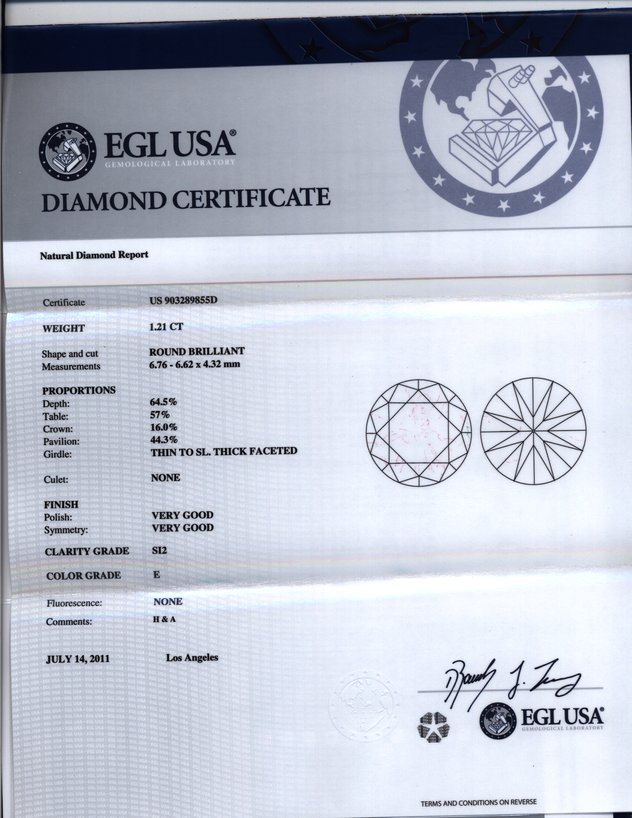 EGL USA®
GEMOLOGICAL LABORATORY
DIAMOND CERTIFICATE
Natural Diamond Report
Certificate US 903289855D
WEIGHT 1.21 CT
Shape and cut ROUND BRILLIANT
Measurements 6.76 - 6.62 x 4.32 mm
PROPORTIONS
Depth: 64.5%
Table: 57%
Crown: 16.0%
Pavilion: 44.3%
Girdle: THIN TO SL. THICK FACETED
Culet: NONE
FINISH
Polish: VERY GOOD
Symmetry: VERY GOOD
CLARITY GRADE SI2
COLOR GRADE E
Fluorescence: NONE
Comments: H & A
JULY 14, 2011 Los Angeles
EGL USA®
GEMOLOGICAL LABORATORY
TERMS AND CONDITIONS ON REVERSE